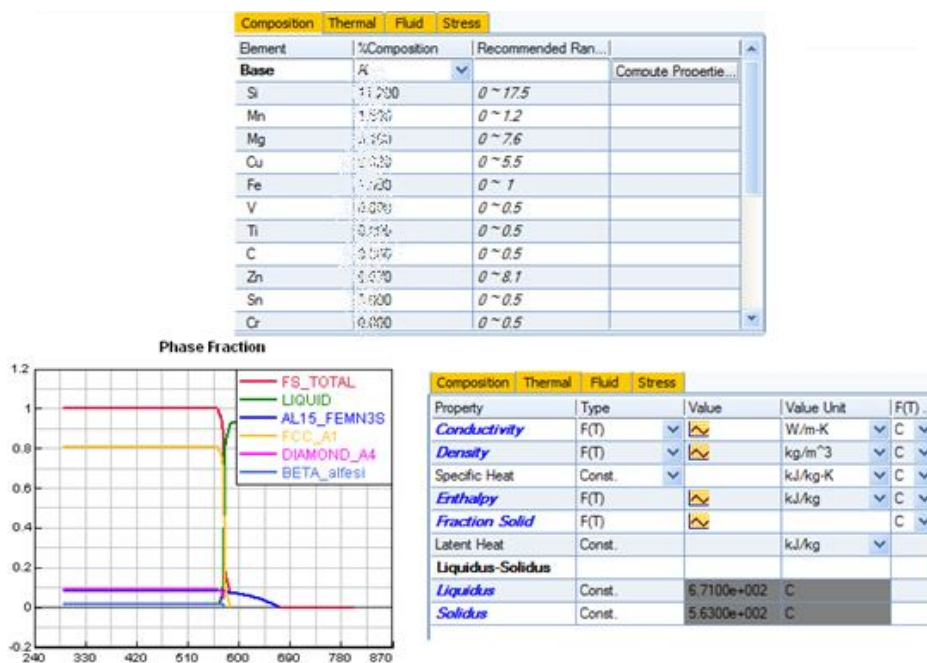 Composition Thermal Fluid Stress
Element %Composition Recommended Ran...
Base Compute Propertie...
Si 0 ~ 17.5
Mn 0 ~ 1.2
Mg 0 ~ 7.6
Cu 0 ~ 5.5
Fe 0 ~ 1
V 0 ~ 0.5
Ti 0 ~ 0.5
C 0 ~ 0.5
Zn 0 ~ 8.1
Sn 0 ~ 0.5
Cr 0 ~ 0.5
Phase Fraction
1.2
1
0.8
0.6
0.4
0.2
0
-0.2
240 330 420 510 600 690 780 870
FS_TOTAL
LIQUID
AL15_FEMN3S
FCC_A1
DIAMOND_A4
BETA_alfesi
Composition Thermal Fluid Stress
Property Type Value Value Unit F(T) .
Conductivity F(T) W/m-K C
Density F(T) kg/m^3 C
Specific Heat Const. kJ/kg-K C
Enthalpy F(T) kJ/kg C
Fraction Solid F(T) C
Latent Heat Const. kJ/kg
Liquidus-Solidus
Liquidus Const. 6.7100e+002 C
Solidus Const. 5.6300e+002 C